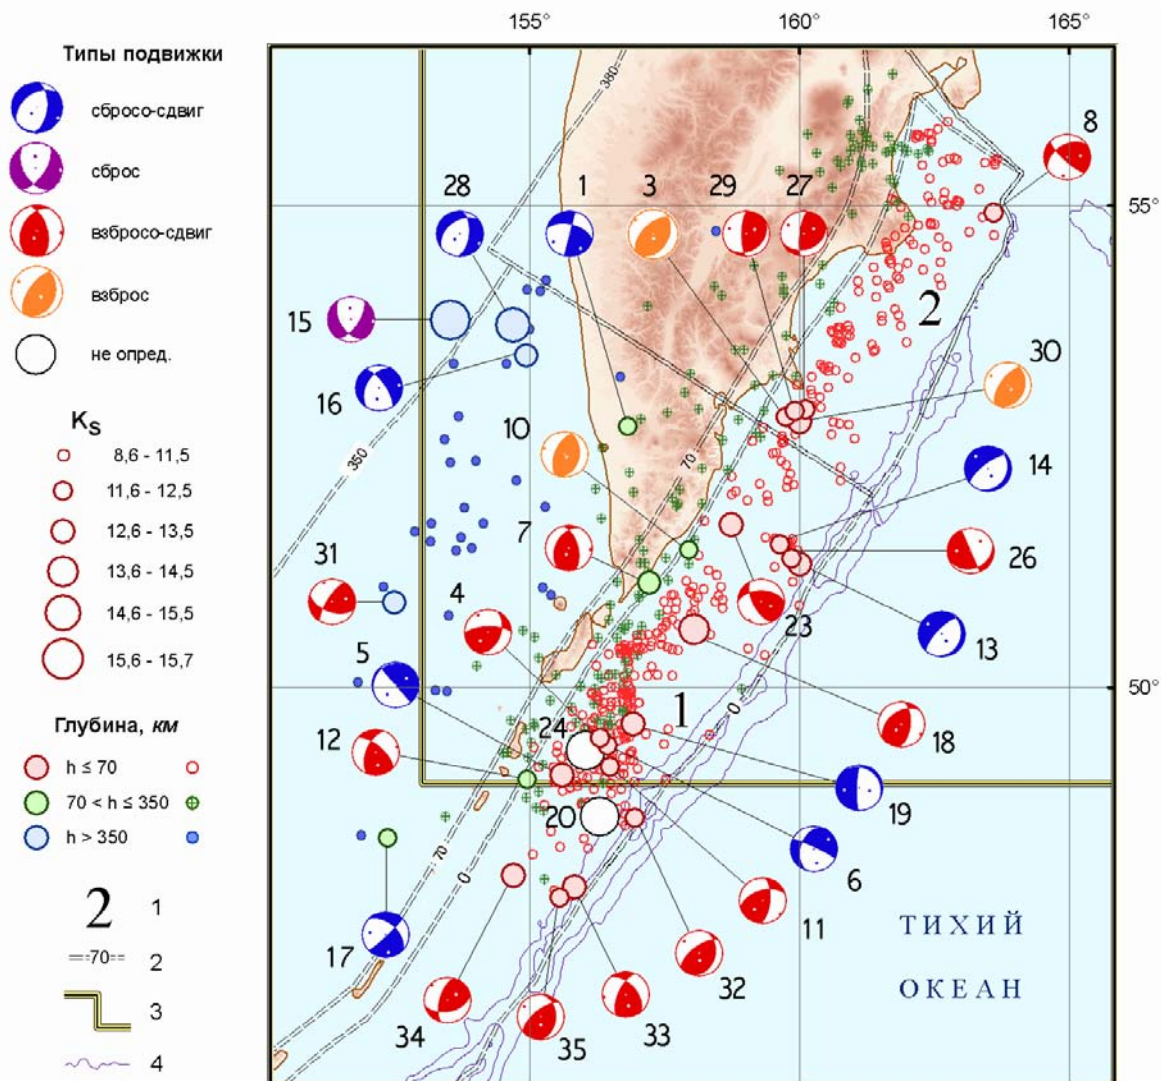 155°
160°
165°
Типы подвижки
сбросо-сдвиг
сброс
взбросо-сдвиг
взброс
не опред.
K S
8,6 - 11,5
11,6 - 12,5
12,6 - 13,5
13,6 - 14,5
14,6 - 15,5
15,6 - 15,7
Глубина, км
h ≤ 70
70 < h ≤ 350
h > 350
2 1
==70== 2
3
4
380
8
28
1
3
29
27
55°
2
15
30
16
10
14
350
70
7
31
4
26
5
23
13
50°
1
0
24
12
18
20
19
70
0
6
17
11
ТИХИЙ
ОКЕАН
32
34
35
33